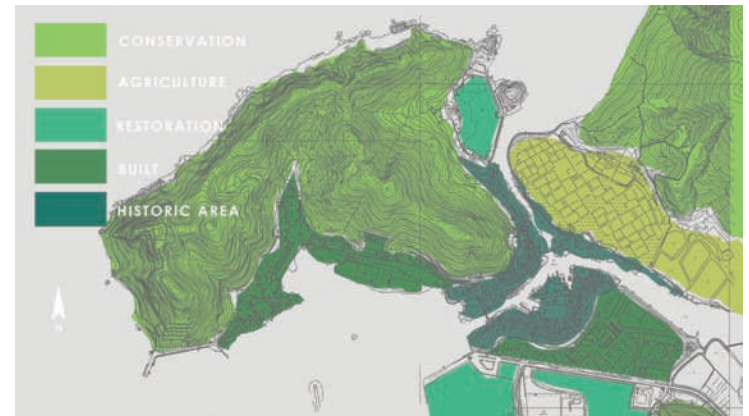 CONSERVATION
AGRICULTURE
RESTORATION
BUILT
HISTORIC AREA
N